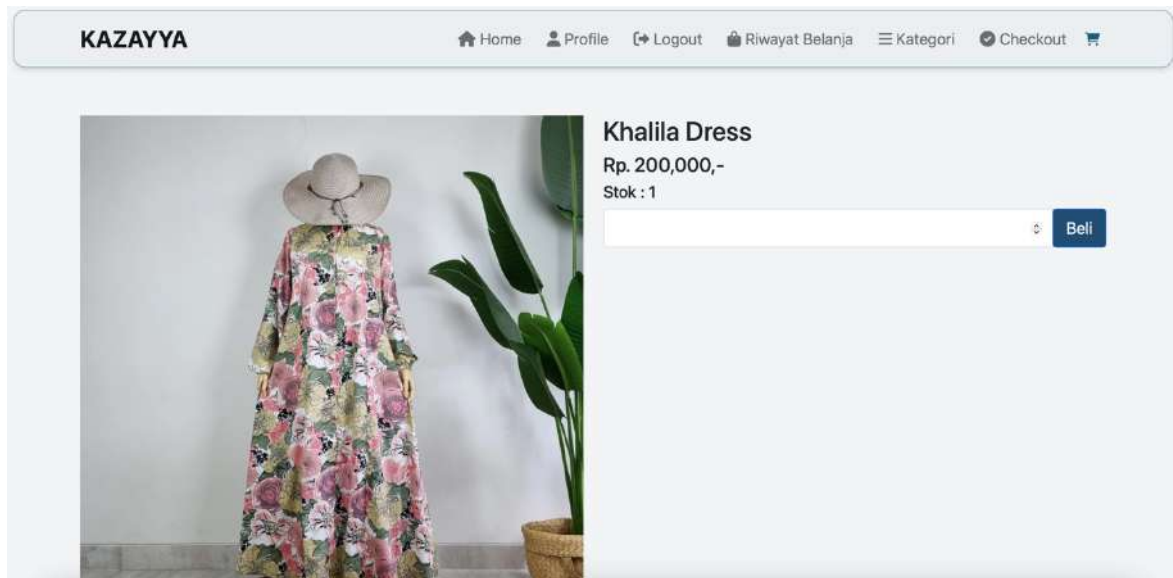 KAZAYYA
Home Profile Logout Riwayat Belanja Kategori Checkout
Khalila Dress
Rp. 200,000,-
Stok : 1
Beli